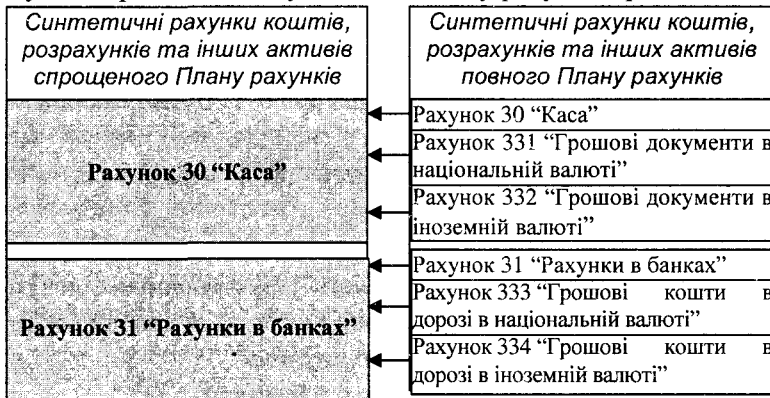 Синтетичні рахунки коштів,
розрахунків та інших активів
спрощеного Плану рахунків
Рахунок 30 “Каса”
Рахунок 31 “Рахунки в банках”
Синтетичні рахунки коштів,
розрахунків та інших активів
повного Плану рахунків
Рахунок 30 “Каса”
Рахунок 331 “Грошові документи в
національній валюті”
Рахунок 332 “Грошові документи в
іноземній валюті”
Рахунок 31 “Рахунки в банках”
Рахунок 333 “Грошові кошти в
дорозі в національній валюті”
Рахунок 334 “Грошові кошти в
дорозі в іноземній валюті”